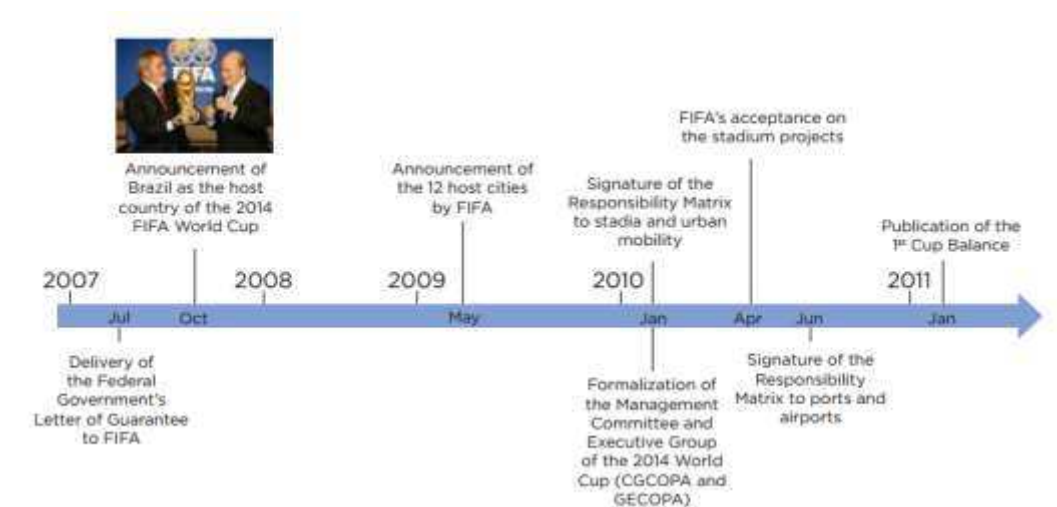 FIFA
Announcement of
Brazil as the host
country of the 2014
FIFA World Cup
Announcement of
the 12 host cities
by FIFA
Signature of the
Responsibility Matrix
to stadia and urban
mobility
FIFA's acceptance on
the stadium projects
Publication of the
1st Cup Balance
2007
2008
2009
2010
2011
Jul
Oct
May
Jan
Apr
Jun
Jan
Delivery of
the Federal
Government's
Letter of Guarantee
to FIFA
Formalization of
the Management
Committee and
Executive Group
of the 2014 World
Cup (CGCOPA and
GECOPA)
Signature of the
Responsibility
Matrix to ports and
airports